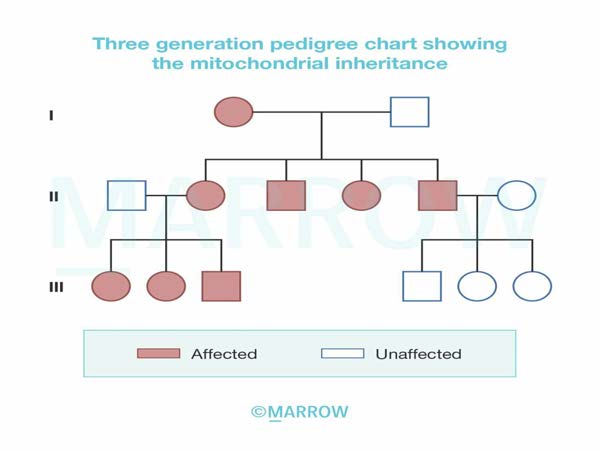 Three generation pedigree chart showing
the mitochondrial inheritance
I
II
III
MARROW
Affected
Unaffected
©MARROW